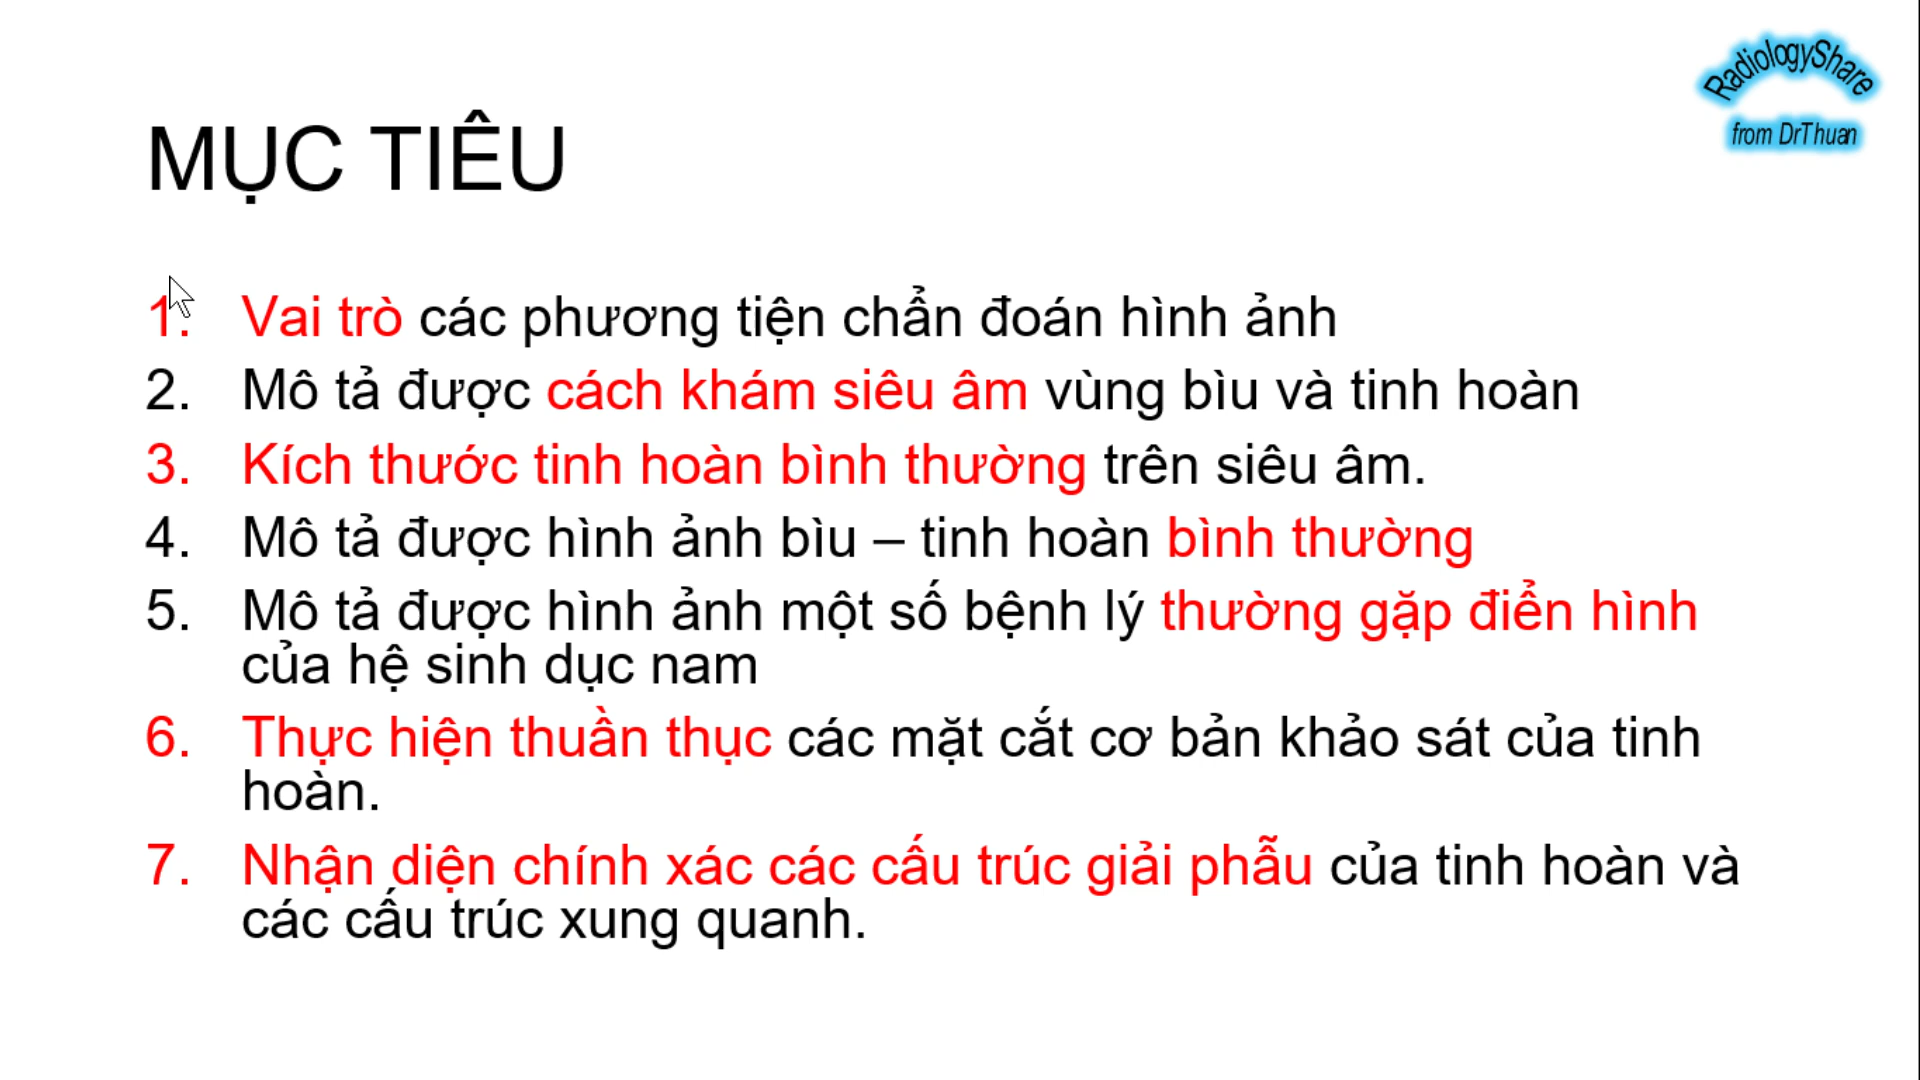 RadiologyShare
from DrThuan
MỤC TIÊU
1. Vai trò các phương tiện chẩn đoán hình ảnh
2. Mô tả được cách khám siêu âm vùng bìu và tinh hoàn
3. Kích thước tinh hoàn bình thường trên siêu âm.
4. Mô tả được hình ảnh bìu – tinh hoàn bình thường
5. Mô tả được hình ảnh một số bệnh lý thường gặp điển hình
của hệ sinh dục nam
6. Thực hiện thuần thục các mặt cắt cơ bản khảo sát của tinh
hoàn.
7. Nhận diện chính xác các cấu trúc giải phẫu của tinh hoàn và
các cấu trúc xung quanh.